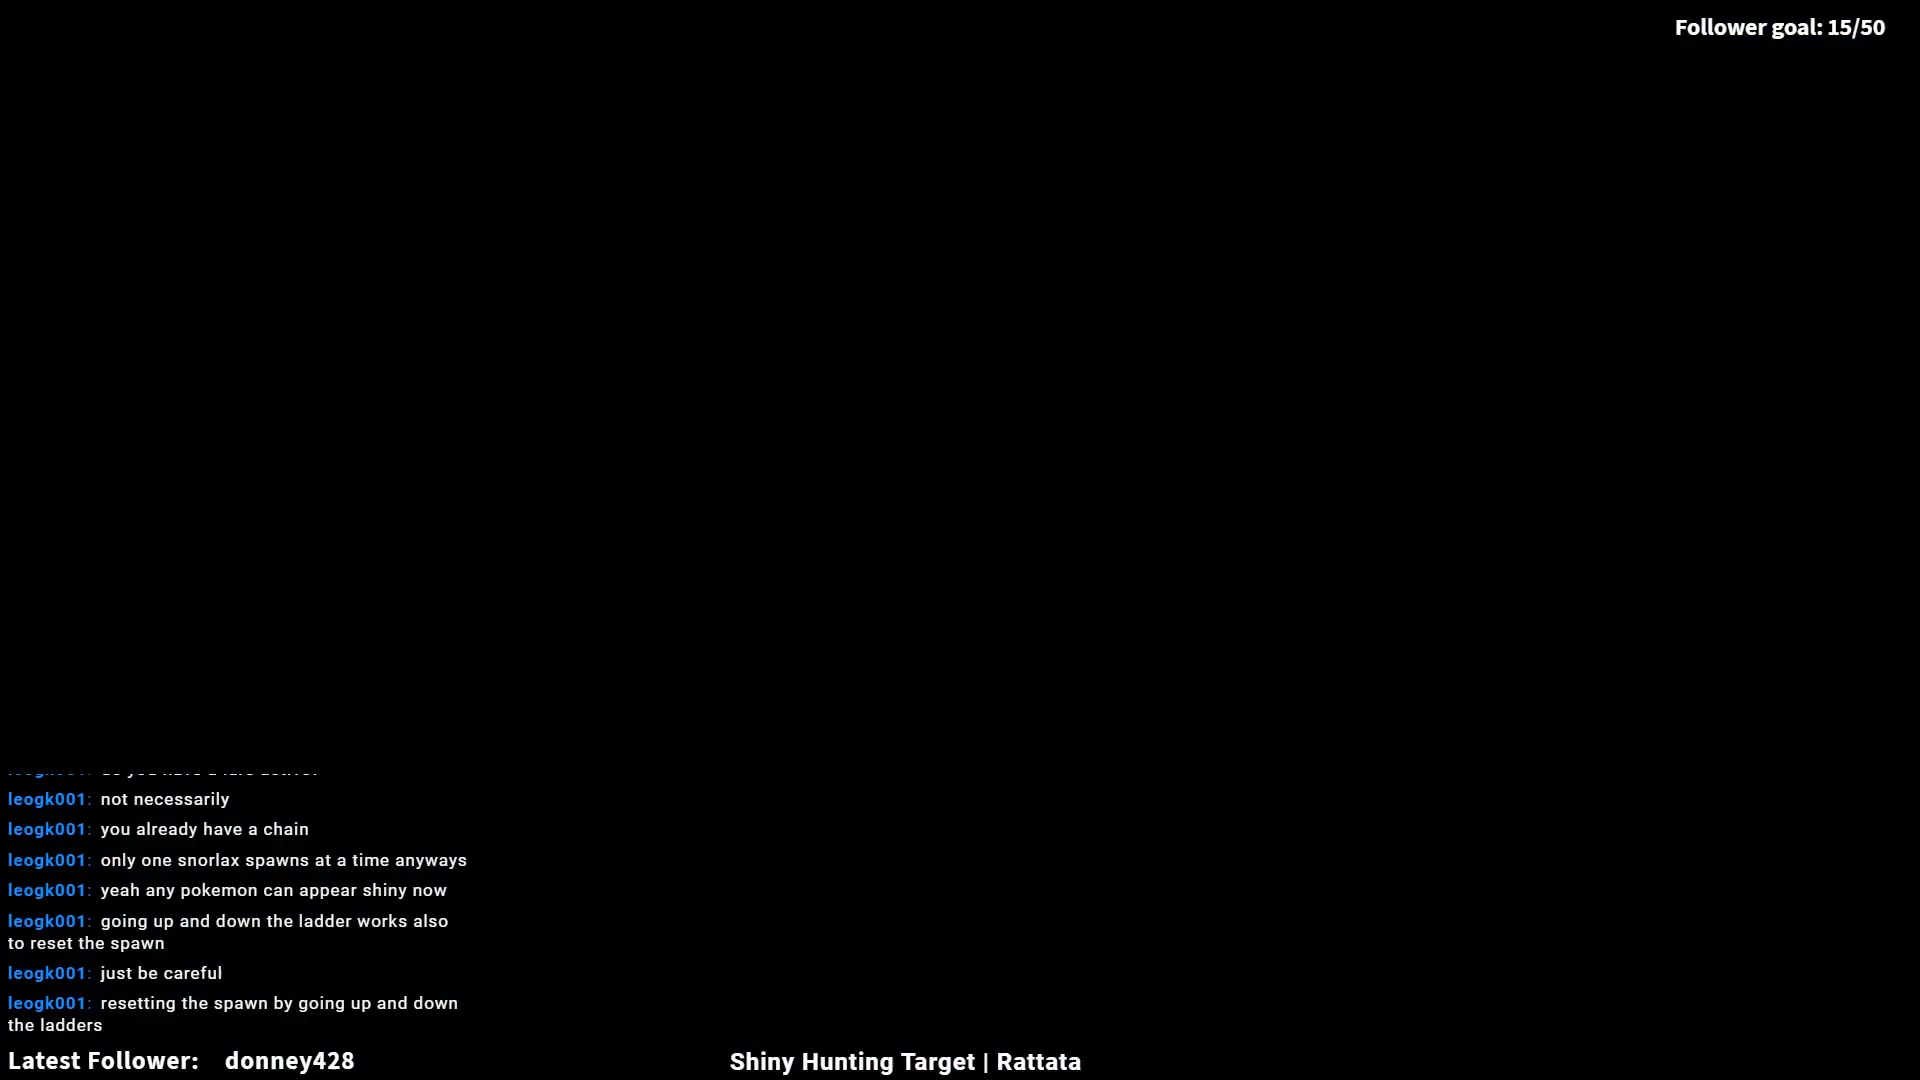 Follower goal: 15/50
leogk001: not necessarily
leogk001: you already have a chain
leogk001: only one snorlax spawns at a time anyways
leogk001: yeah any pokemon can appear shiny now
leogk001: going up and down the ladder works also
to reset the spawn
leogk001: just be careful
leogk001: resetting the spawn by going up and down
the ladders
Latest Follower: donney428
Shiny Hunting Target | Rattata